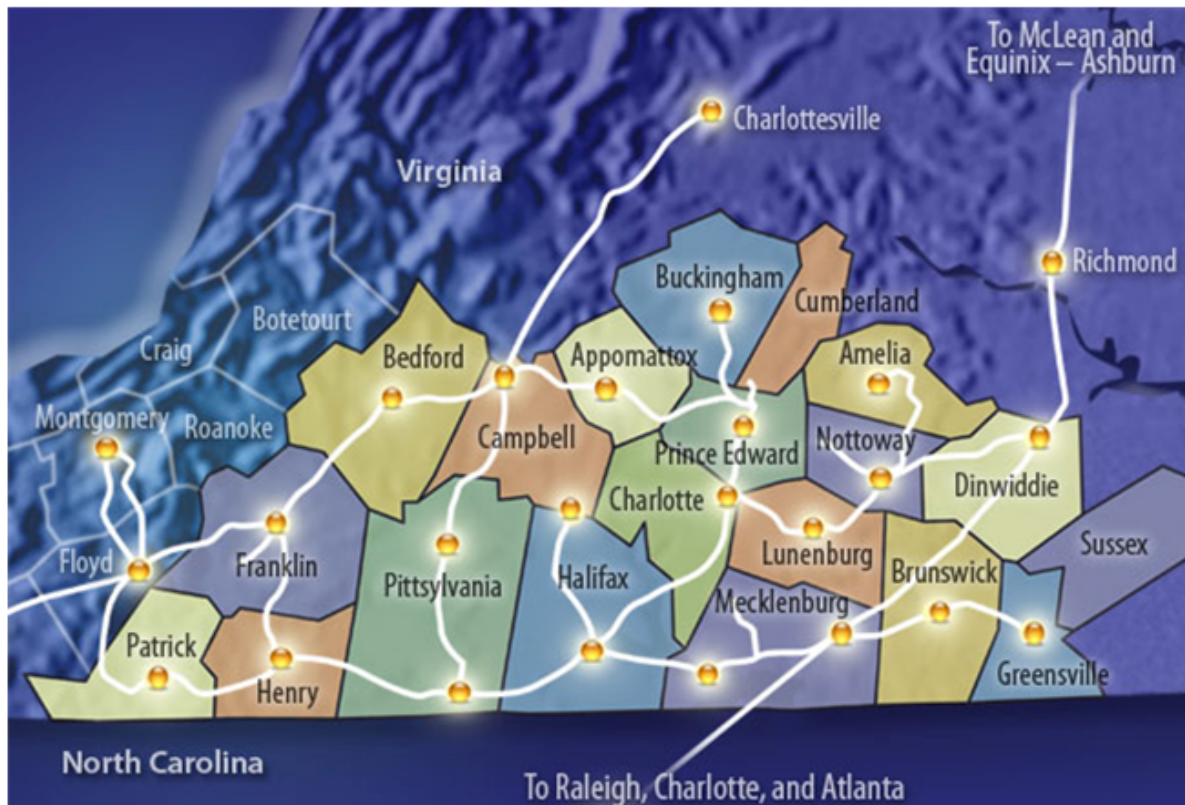 To McLean and
Equinix – Ashburn
Charlottesville
Virginia
Richmond
Buckingham
Cumberland
Botetourt
Craig
Bedford
Appomattox
Amelia
Montgomery
Roanoke
Campbell
Prince Edward
Nottoway
Dinwiddie
Charlotte
Floyd
Franklin
Pittsylvania
Halifax
Lunenburg
Brunswick
Sussex
Mecklenburg
Patrick
Henry
Greensville
North Carolina
To Raleigh, Charlotte, and Atlanta